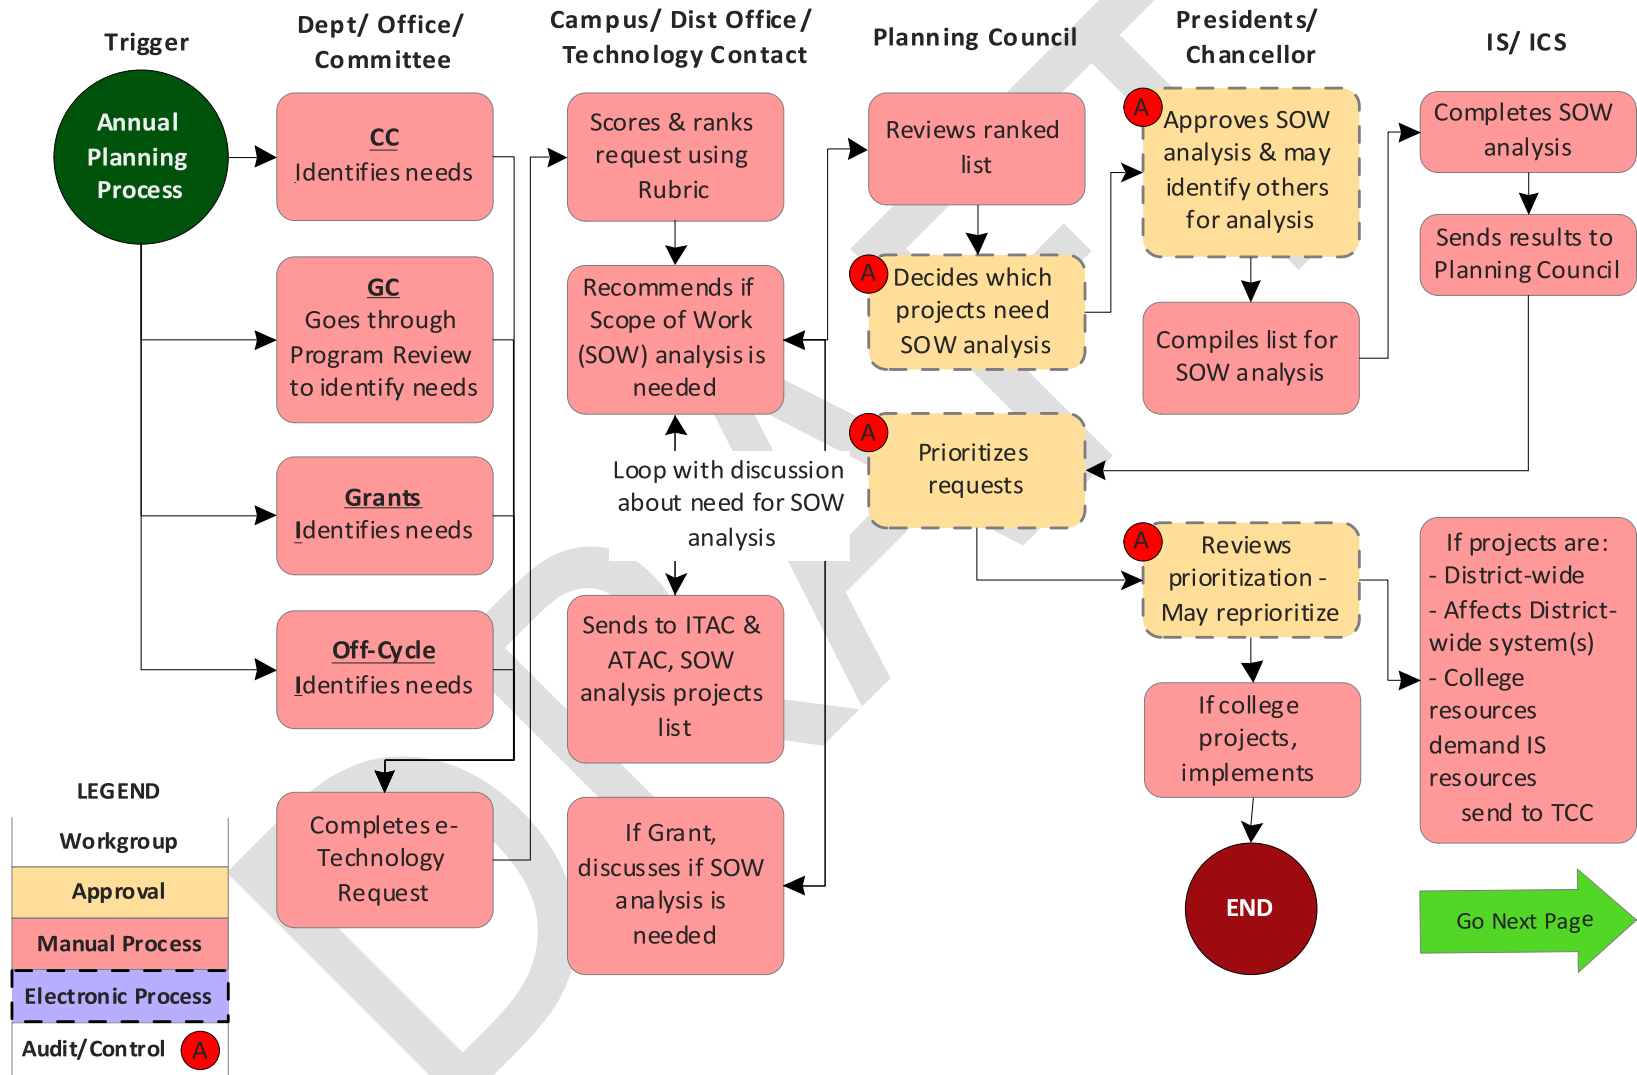 Trigger
Dept/ Office/
Committee
Campus/ Dist Office/
Technology Contact
Planning Council
Presidents/
Chancellor
IS/ ICS
Annual
Planning
Process
CC
Identifies needs
GC
Goes through
Program Review
to identify needs
Grants
Identifies needs
Off-Cycle
Identifies needs
Completes e-
Technology
Request
Scores & ranks
request using
Rubric
Recommends if
Scope of Work
(SOW) analysis is
needed
Loop with discussion
about need for SOW
analysis
Sends to ITAC &
ATAC, SOW
analysis projects
list
If Grant,
discusses if SOW
analysis is
needed
Reviews ranked
list
A
Decides which
projects need
SOW analysis
A
Prioritizes
requests
A
Approves SOW
analysis & may
identify others
for analysis
Compiles list for
SOW analysis
A
Reviews
prioritization -
May reprioritize
If college
projects,
implements
END
Completes SOW
analysis
Sends results to
Planning Council
If projects are:
- District-wide
- Affects District-
wide system(s)
- College
resources
demand IS
resources
send to TCC
Go Next Page
LEGEND
Workgroup
Approval
Manual Process
Electronic Process
Audit/Control A
DRAFT